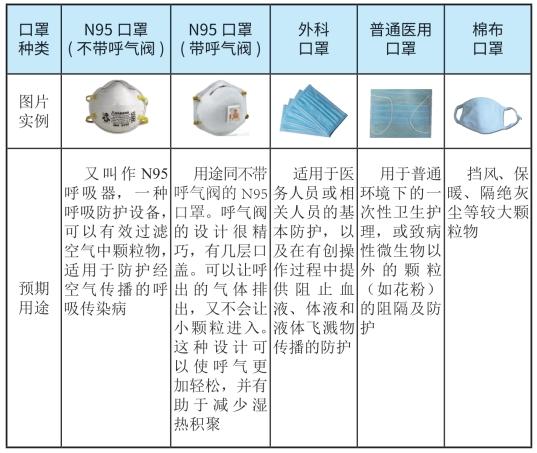 口罩
种类
N95 口罩
( 不带呼气阀 )
N95 口罩
( 带呼气阀 )
外科
口罩
普通医用
口罩
棉布
口罩
图片
实例
预期
用途
又叫作 N95
呼吸器，一种
呼吸防护设备，
可以有效过滤
空气中颗粒物，
适用于防护经
空气传播的呼
吸传染病
用途同不带
呼气阀的 N95
口罩。呼气阀
的设计很精
巧，有几层口
盖。可以让呼
出的气体排
出，又不会让
小颗粒进入。
这种设计可
以使呼气更
加轻松，并有
助于减少湿
热积聚
适用于医
务人员或相
关人员的基
本防护，以
及在有创操
作过程中提
供阻止血
液、体液和
液体飞溅物
传播的防护
用于普通
环境下的一
次性卫生护
理，或致病
性微生物以
外的颗粒
（如花粉）
的阻隔及防
护
挡风、保
暖、隔绝灰
尘等较大颗
粒物